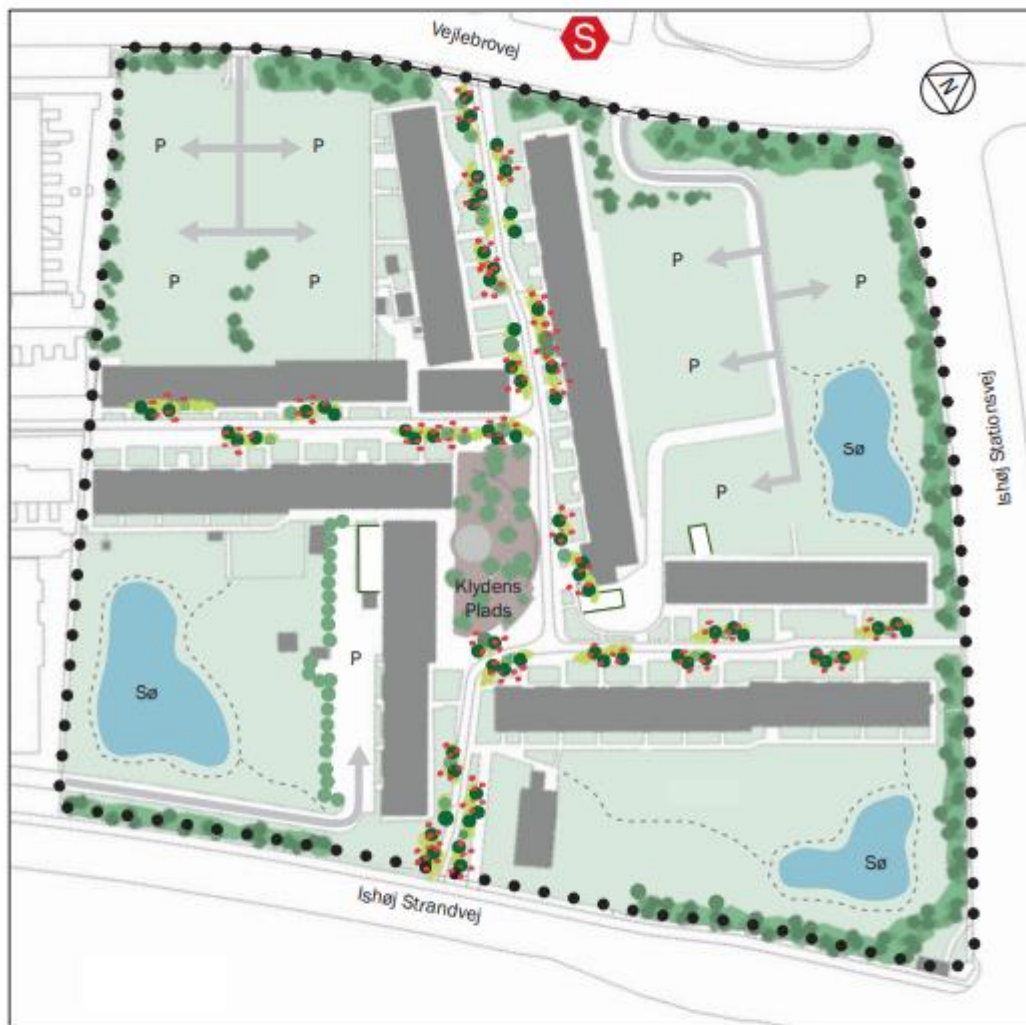 Vejlebrovej
S
N
P
P
P
P
P
P
P
Ishøj Stationsvej
Sø
P
Klydens
Plads
P
Sø
Sø
Ishøj Strandvej